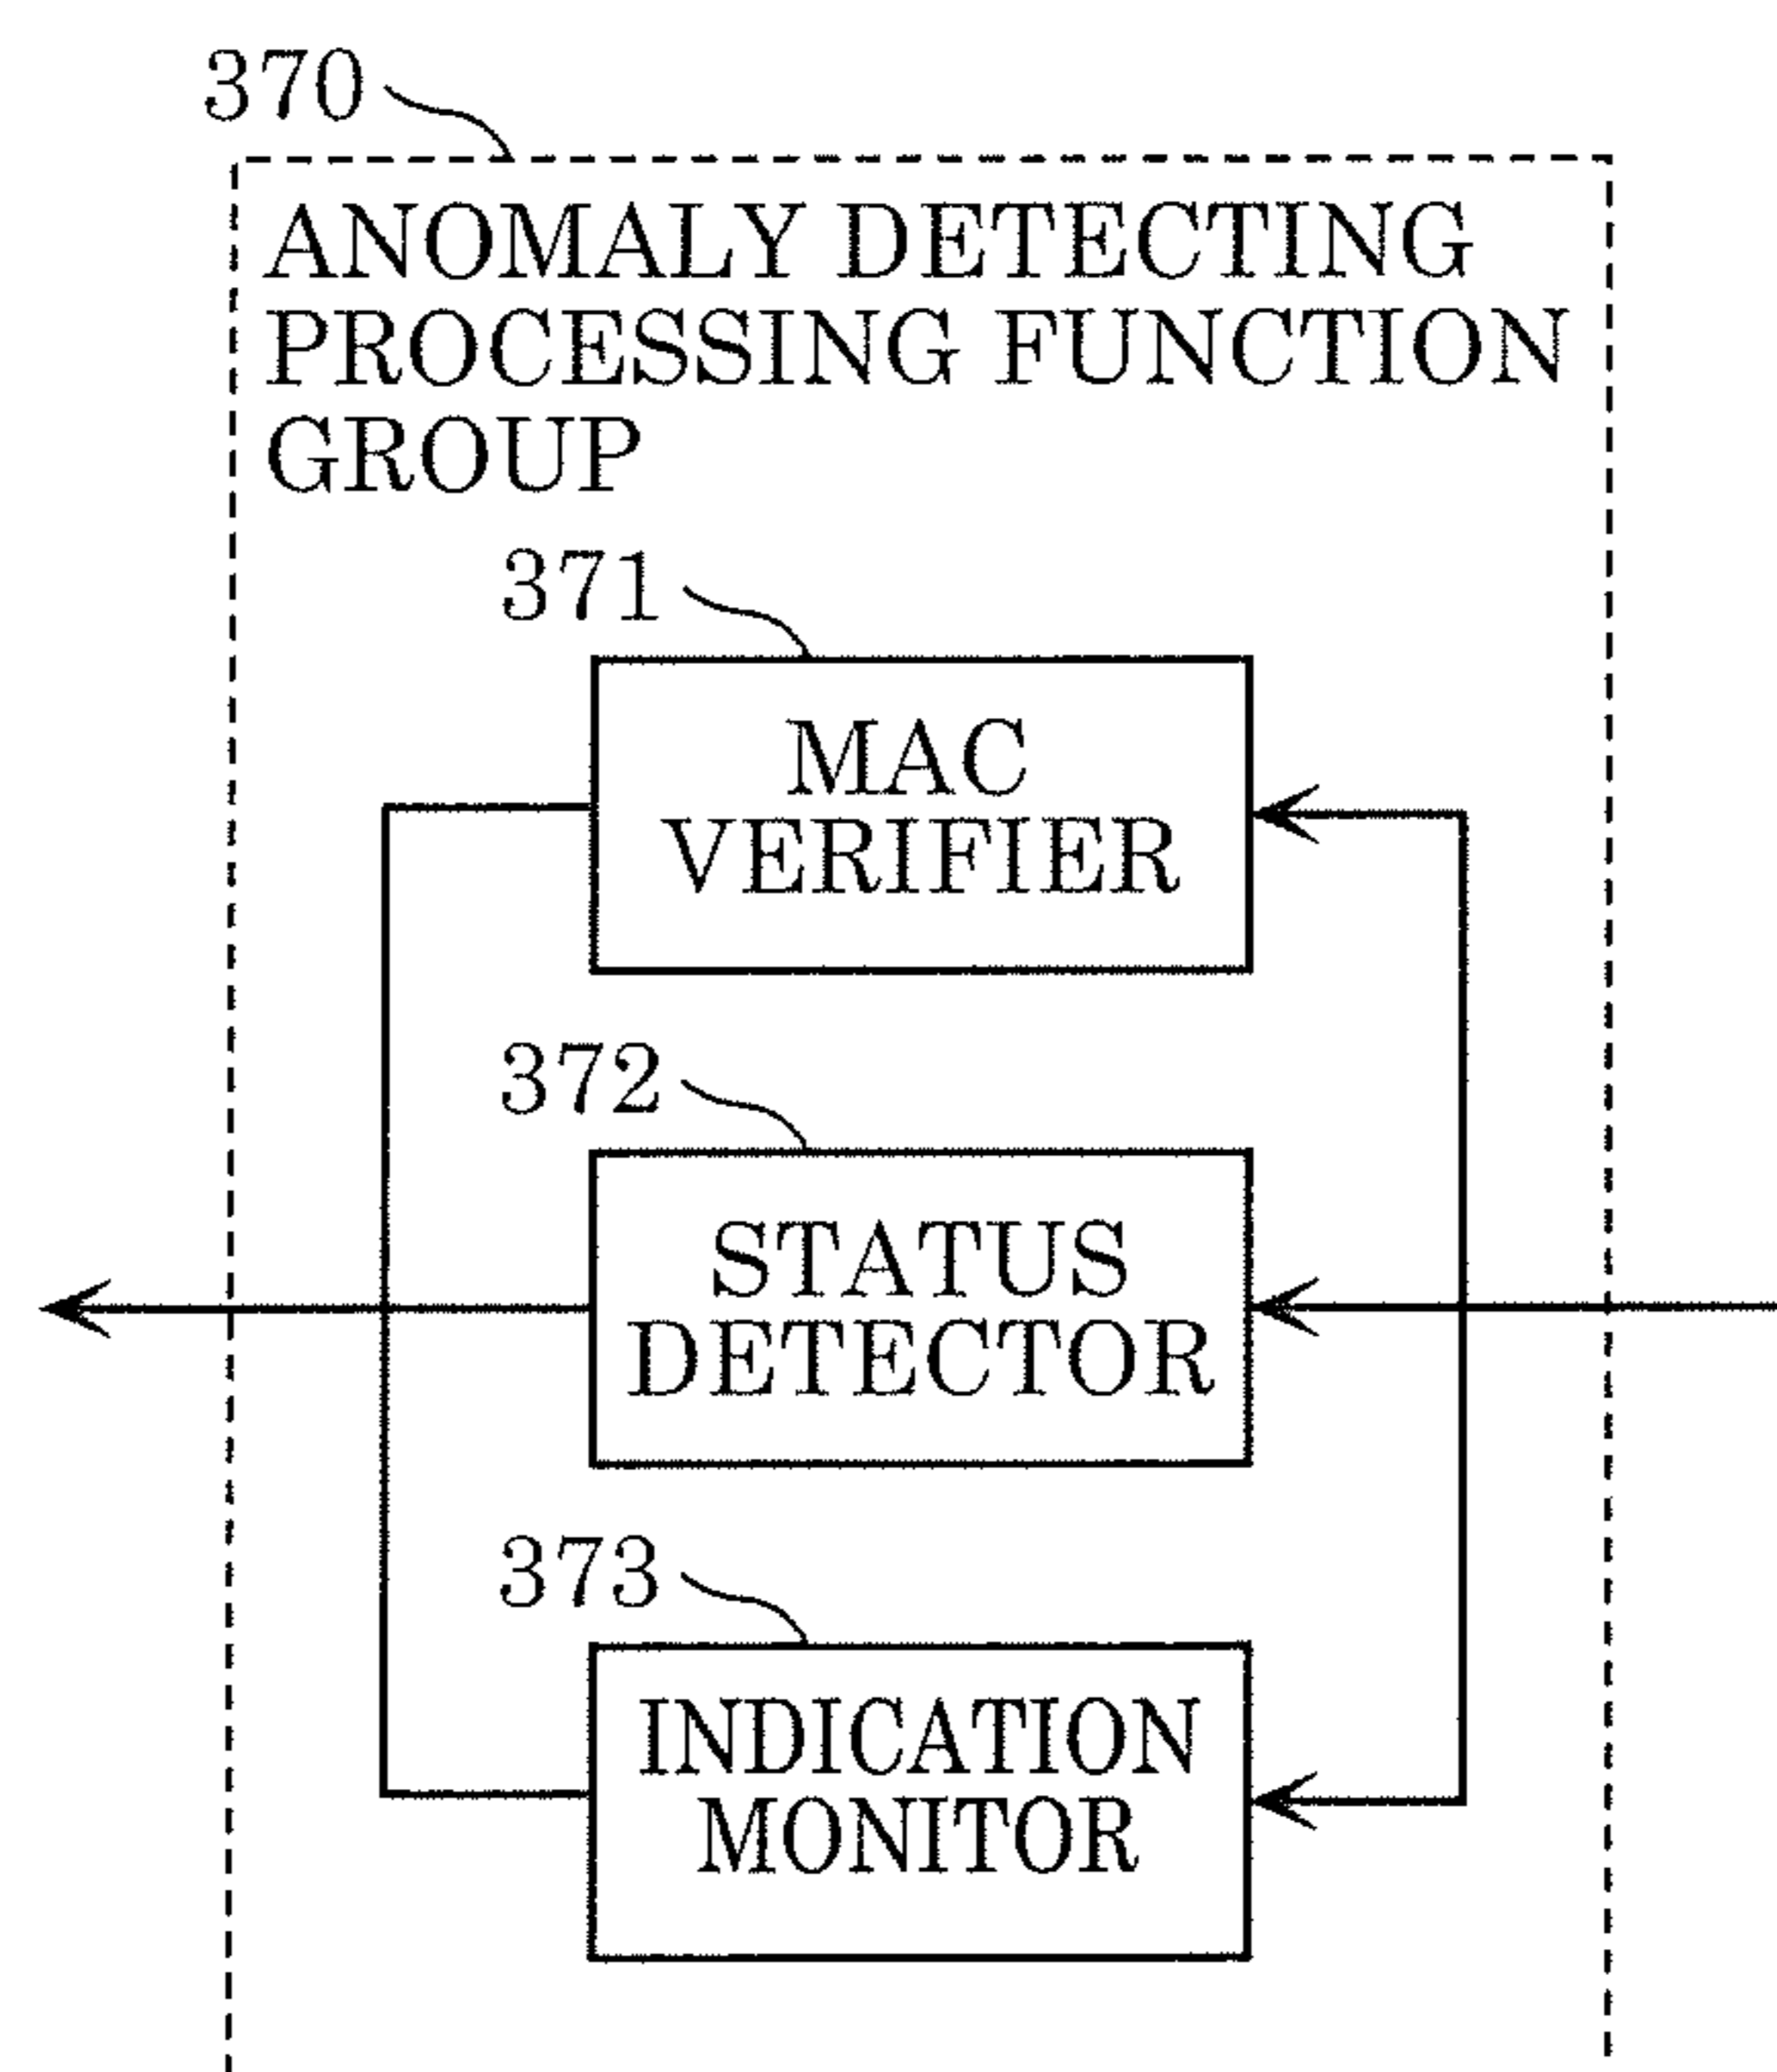 370
ANOMALY DETECTING
PROCESSING FUNCTION
GROUP
371
MAC
VERIFIER
372
STATUS
DETECTOR
373
INDICATION
MONITOR